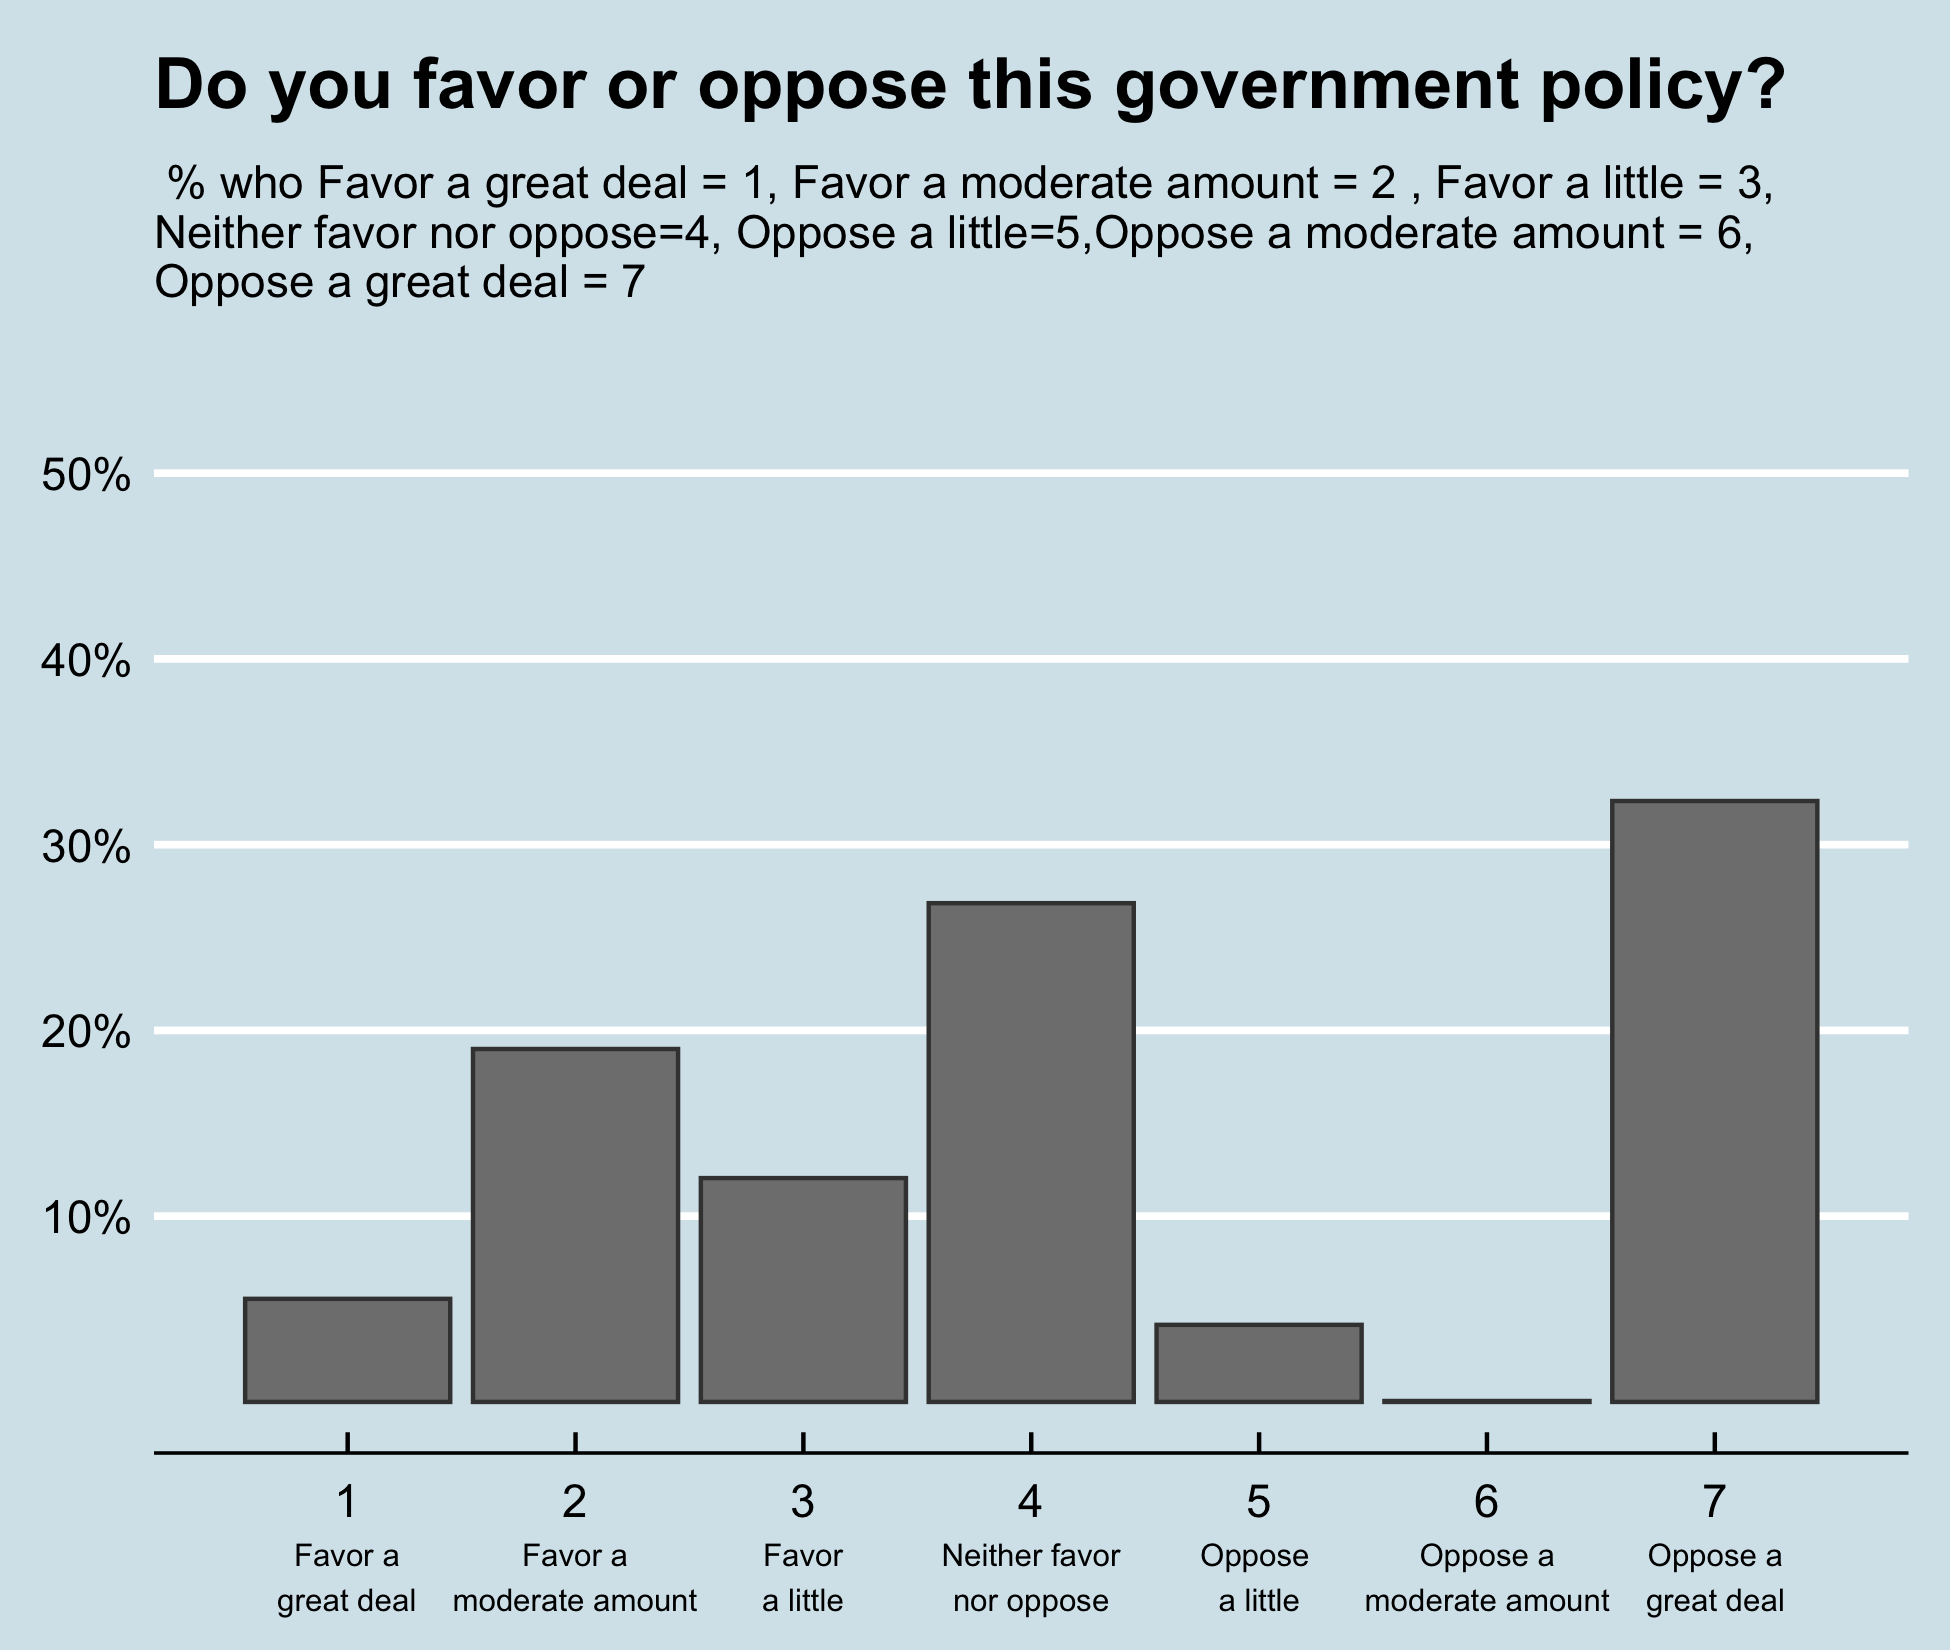 Do you favor or oppose this government policy?
% who Favor a great deal = 1, Favor a moderate amount = 2 , Favor a little = 3,
Neither favor nor oppose=4, Oppose a little=5,Oppose a moderate amount = 6,
Oppose a great deal = 7
50%
40%
30%
20%
10%
1 2 3 4 5 6 7
Favor a Favor a Favor Neither favor Oppose Oppose a Oppose a
great deal moderate amount a little nor oppose a little moderate amount great deal